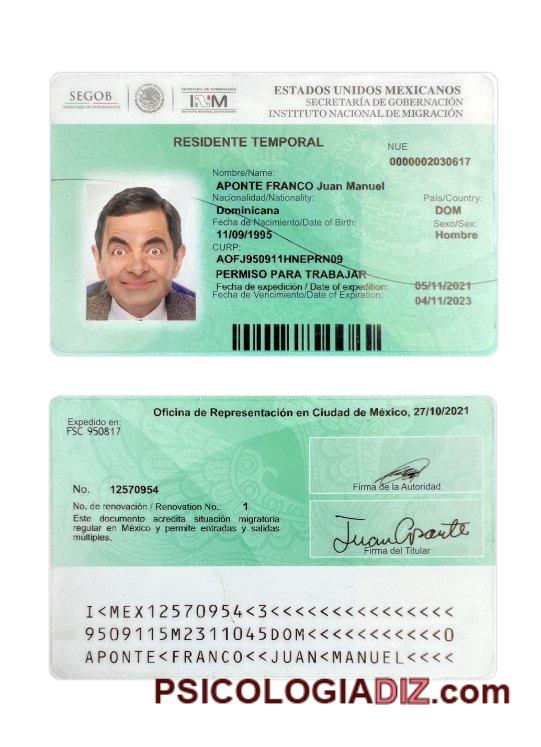 SEGOB
SECRETARÍA DE GOBERNACIÓN
SECRETARÍA DE GOBERNACIÓN
INM
INSTITUTO NACIONAL DE MIGRACIÓN
ESTADOS UNIDOS MEXICANOS
SECRETARÍA DE GOBERNACIÓN
INSTITUTO NACIONAL DE MIGRACIÓN
RESIDENTE TEMPORAL
NUE
0000002030617
Nombre/Name:
APONTE FRANCO Juan Manuel
Nacionalidad/Nationality: País/Country:
Dominicana DOM
Fecha de Nacimiento/Date of Birth: Sexo/Sex:
11/09/1995 Hombre
CURP:
AOFJ950911HNEPRN09
PERMISO PARA TRABAJAR
Fecha de expedición / Date of expedition: 05/11/2021
Fecha de Vencimiento/Date of Expiration: 04/11/2023
Oficina de Representación en Ciudad de México, 27/10/2021
Expedido en:
FSC 950817
No. 12570954
Firma de la Autoridad
No. de renovación / Renovation No.: 1
Este documento acredita situación migratoria
regular en México y permite entradas y salidas
múltiples.
Juan Aponte
Firma del Titular
I<MEX12570954<3<<<<<<<<<<<<<<<
9509115M2311045DOM<<<<<<<<<<<0
APONTE<FRANCO<<JUAN<MANUEL<<<<
PSICOLOGIADIZ.com